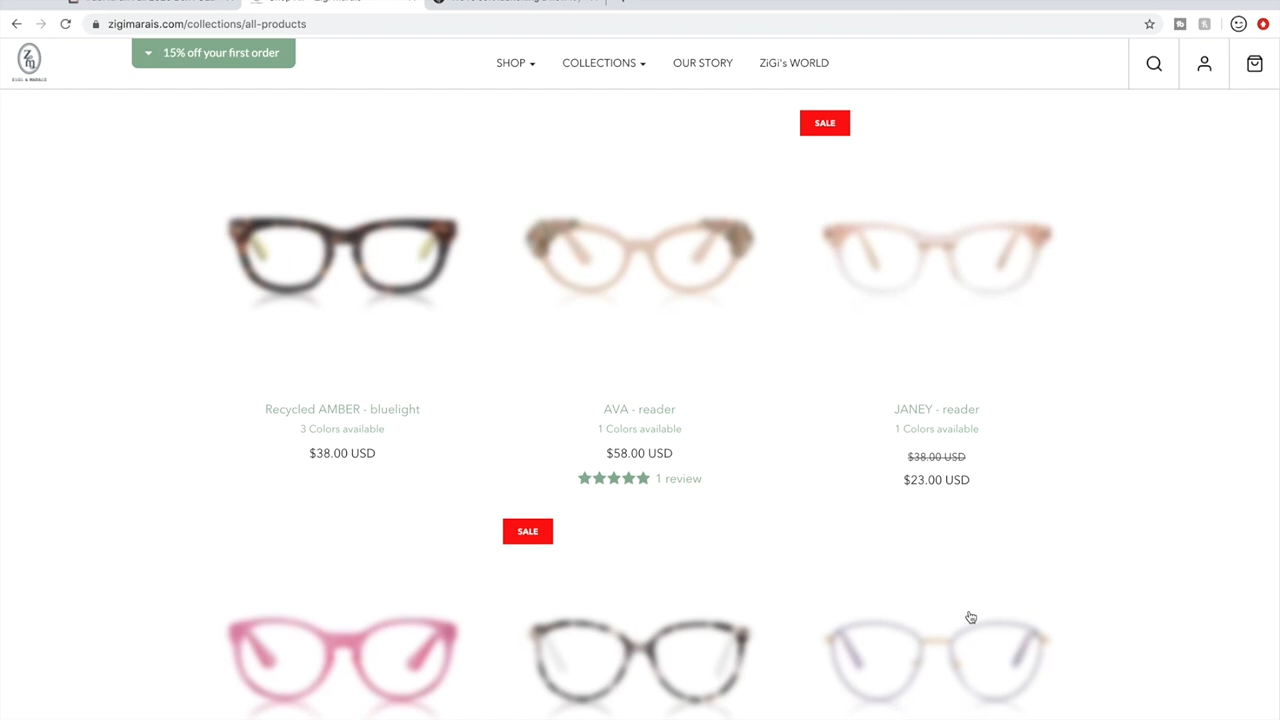 zigimarais.com/collections/all-products
15% off your first order
SHOP
COLLECTIONS
OUR STORY
ZiGi's WORLD
SALE
Recycled AMBER - bluelight
3 Colors available
$38.00 USD
AVA - reader
1 Colors available
$58.00 USD
1 review
JANEY - reader
1 Colors available
$38.00 USD
$23.00 USD
SALE